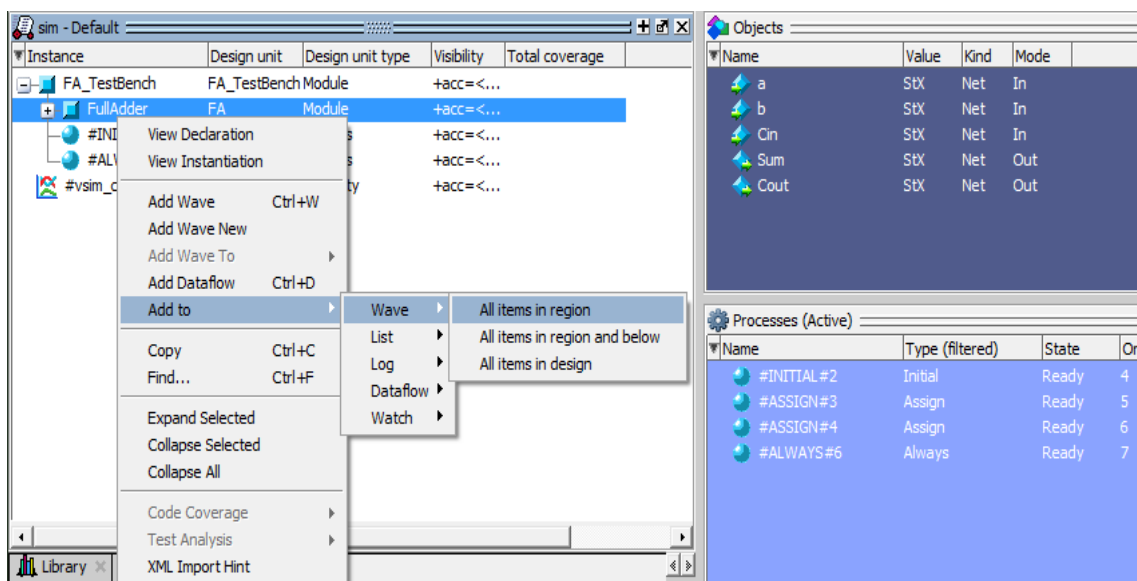 sim - Default
Instance Design unit Design unit type Visibility Total coverage
FA_TestBench FA_TestBench Module +acc=<...
FullAdder FA Module +acc=<...
#INI s +acc=<...
#ALW s +acc=<...
#vsim_c ty +acc=<...
View Declaration
View Instantiation
Add Wave Ctrl+W
Add Wave New
Add Wave To
Add Dataflow Ctrl+D
Add to
Copy Ctrl+C
Find... Ctrl+F
Expand Selected
Collapse Selected
Collapse All
Code Coverage
Test Analysis
XML Import Hint
Wave
List
Log
Dataflow
Watch
All items in region
All items in region and below
All items in design
Library
Objects
Name Value Kind Mode
a StX Net In
b StX Net In
Cin StX Net In
Sum StX Net Out
Cout StX Net Out
Processes (Active)
Name Type (filtered) State Or
#INITIAL#2 Initial Ready 4
#ASSIGN#3 Assign Ready 5
#ASSIGN#4 Assign Ready 6
#ALWAYS#6 Always Ready 7